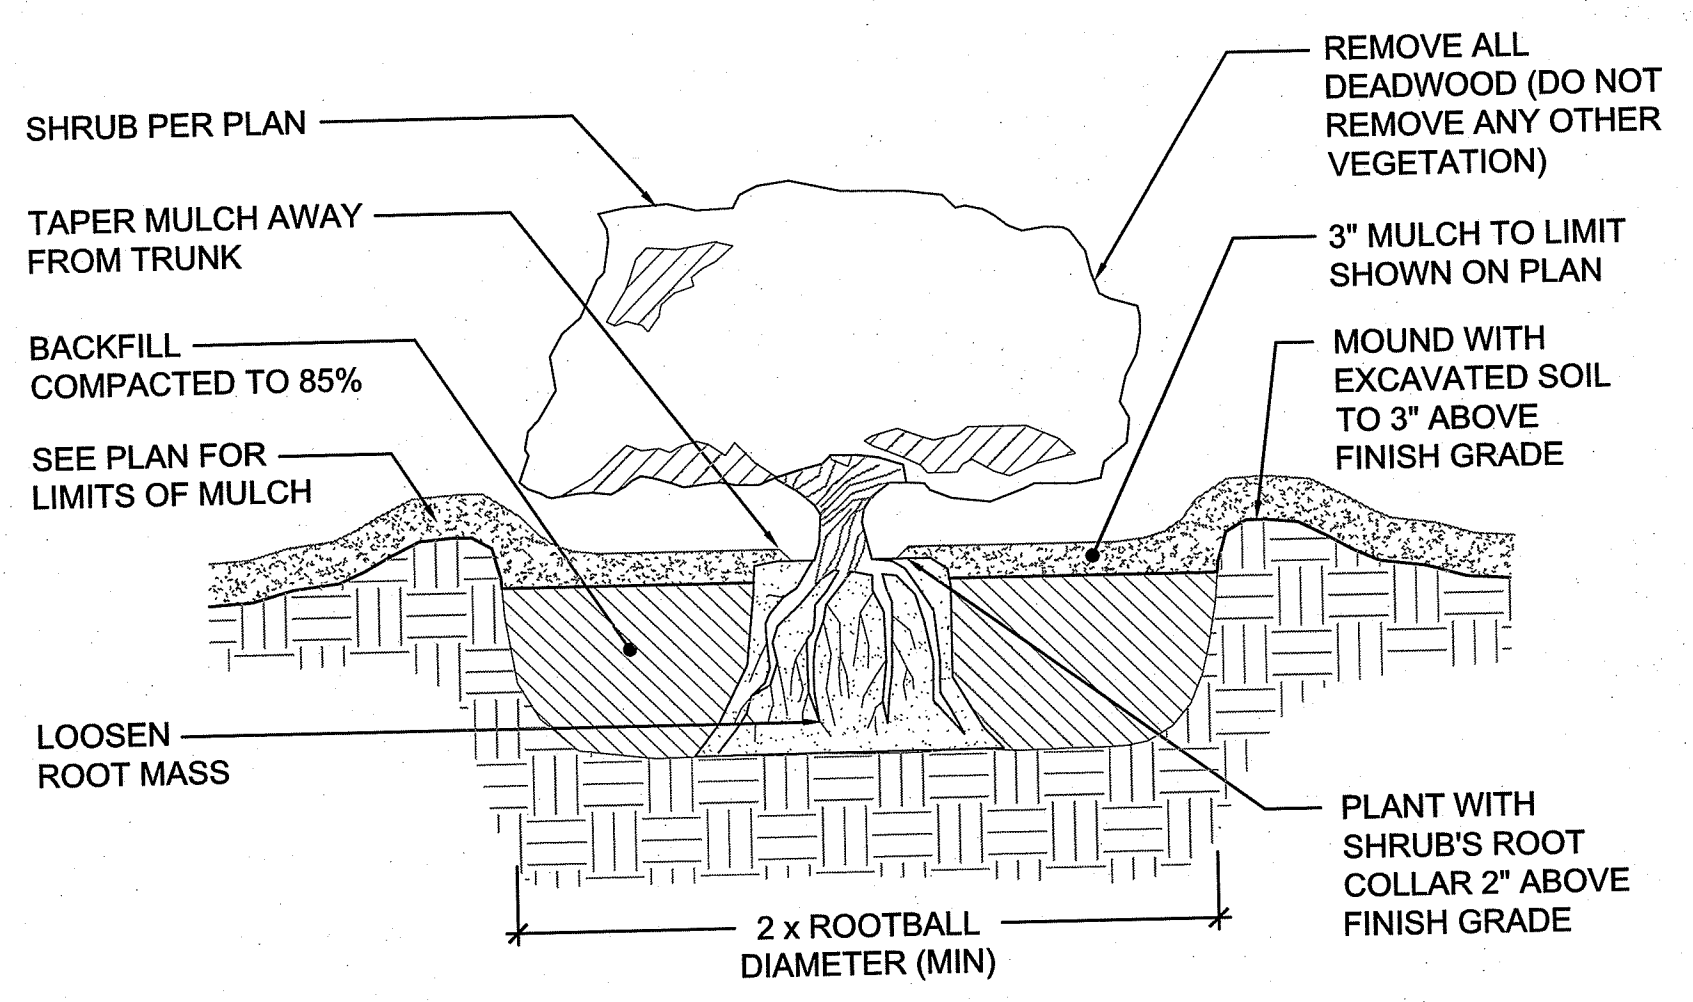 SHRUB PER PLAN
TAPER MULCH AWAY
FROM TRUNK
BACKFILL
COMPACTED TO 85%
SEE PLAN FOR
LIMITS OF MULCH
LOOSEN
ROOT MASS
REMOVE ALL
DEADWOOD (DO NOT
REMOVE ANY OTHER
VEGETATION)
3" MULCH TO LIMIT
SHOWN ON PLAN
MOUND WITH
EXCAVATED SOIL
TO 3" ABOVE
FINISH GRADE
PLANT WITH
SHRUB'S ROOT
COLLAR 2" ABOVE
FINISH GRADE
2 x ROOTBALL
DIAMETER (MIN)